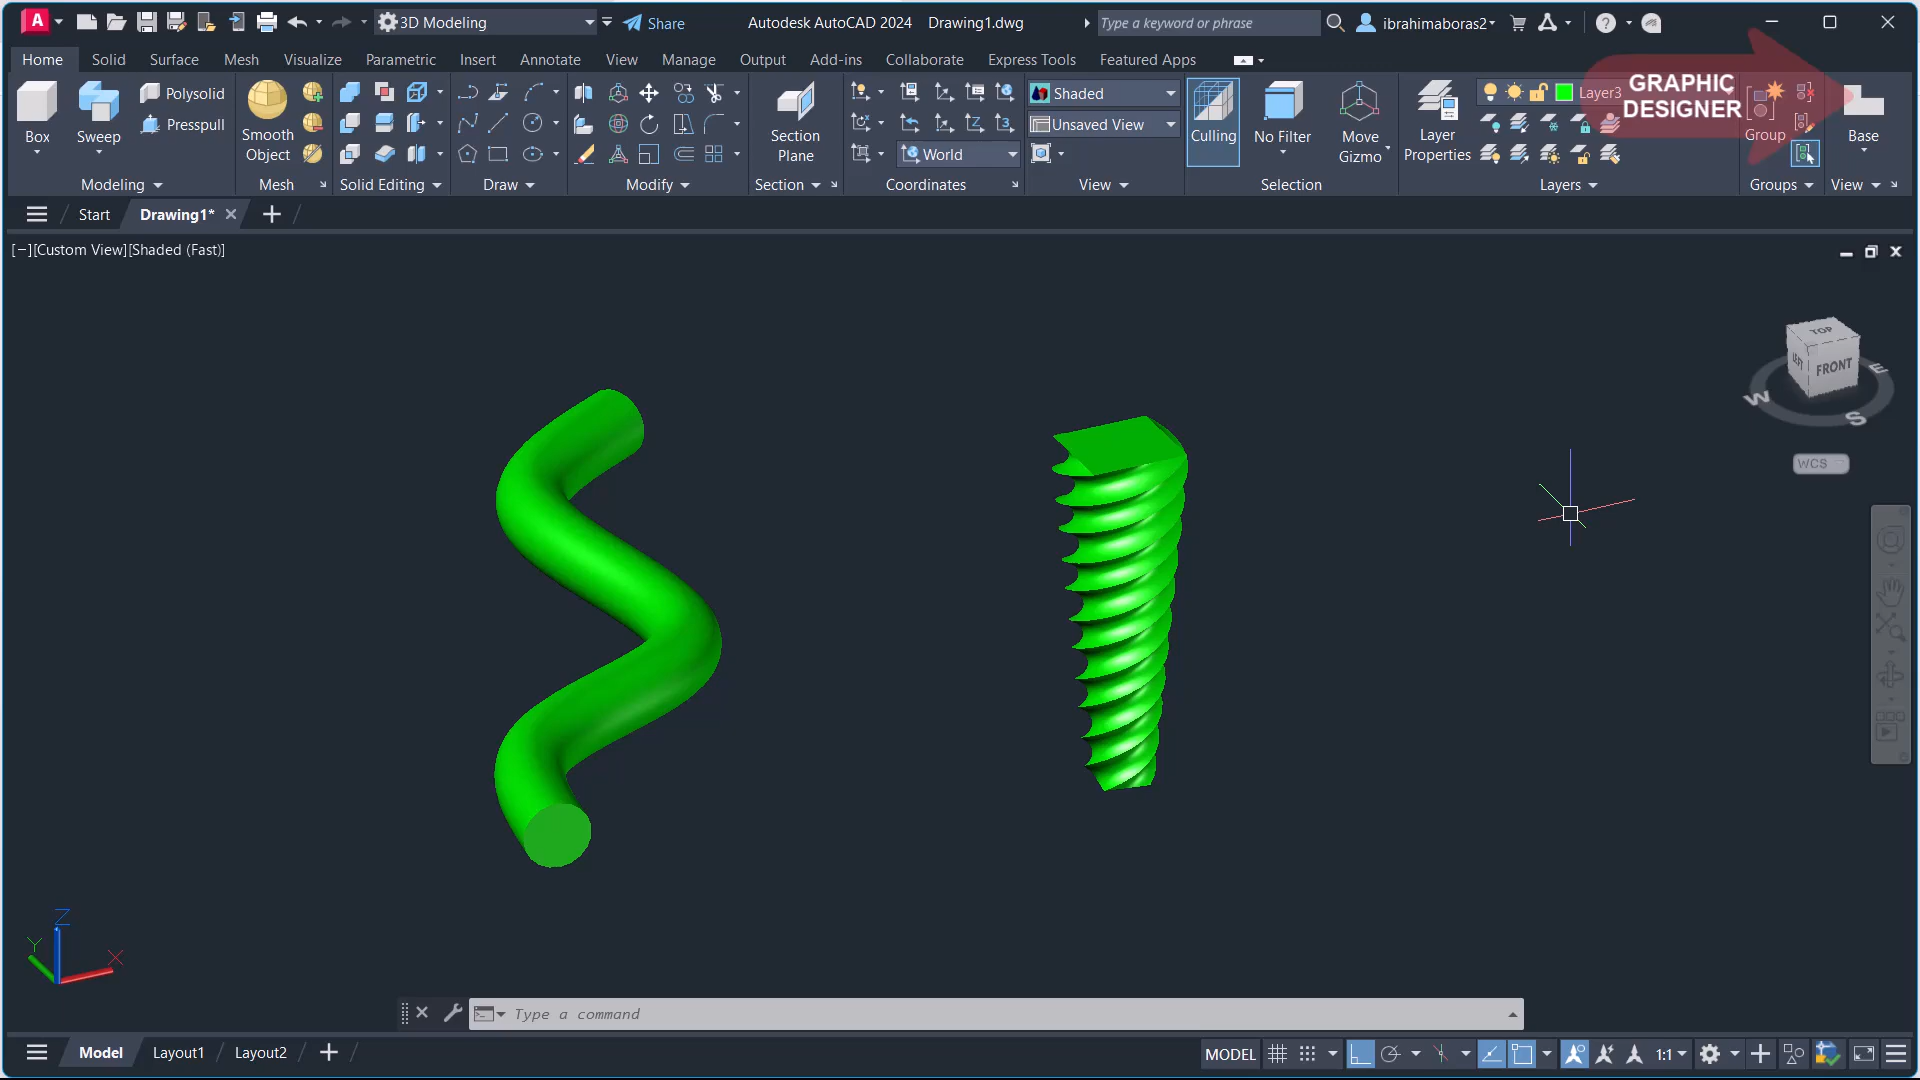 A 3D Modeling Share Autodesk AutoCAD 2024 Drawing1.dwg Type a keyword or phrase ibrahimaboras2
Home Solid Surface Mesh Visualize Parametric Insert Annotate View Manage Output Add-ins Collaborate Express Tools Featured Apps
Box
Sweep
Polysolid
Presspull
Smooth
Object
Section
Plane
World
Shaded
Unsaved View
Culling
No Filter
Move
Gizmo
Layer
Properties
Layer3
GRAPHIC
DESIGNER
Group
Base
Modeling Mesh Solid Editing Draw Modify Section Coordinates View Selection Layers Groups View
Start Drawing1* +
[−][Custom View][Shaded (Fast)]
TOP
LEFT FRONT
E
W
S
WCS
Z
Y
X
Type a command
Model Layout1 Layout2 +
MODEL 1:1